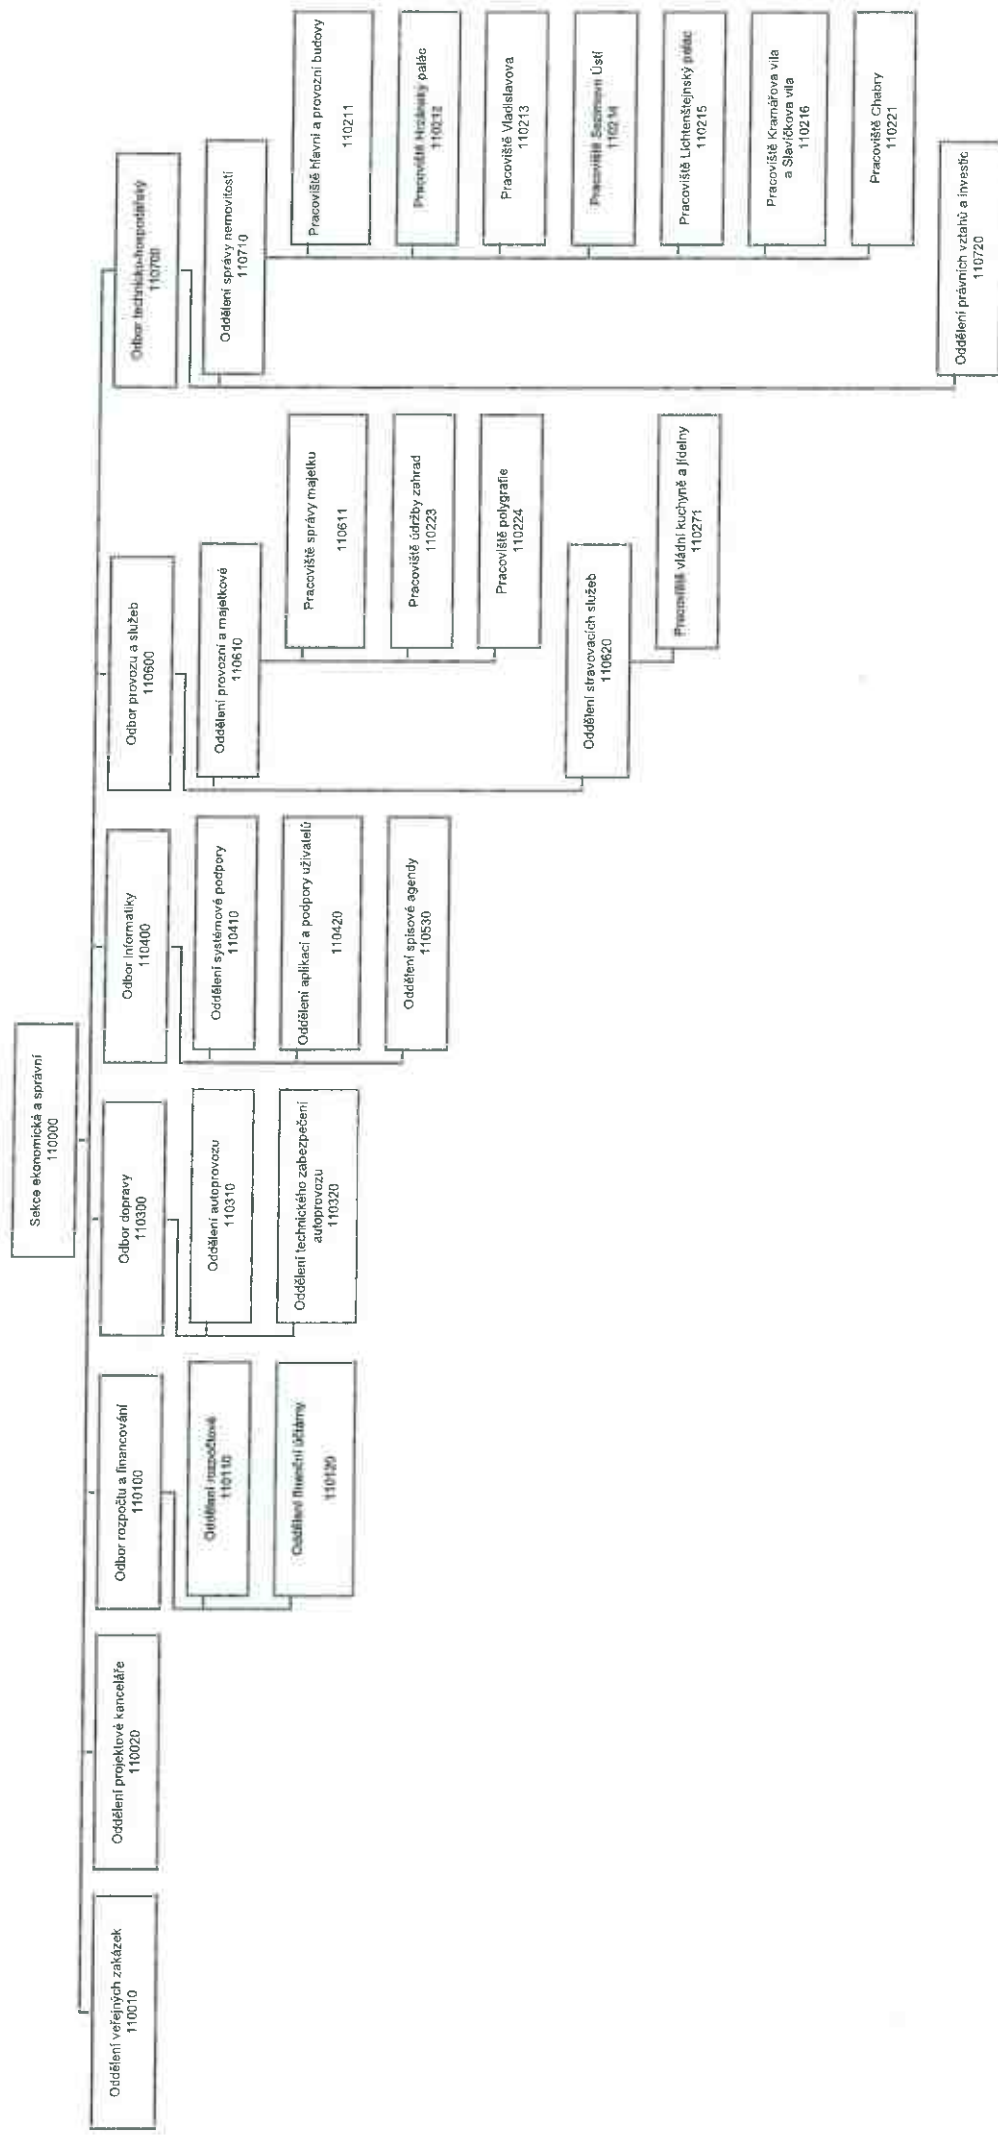 Sekce ekonomická a správní
110000
Oddělení veřejných zakázek
110010
Oddělení projektové kanceláře
110020
Odbor rozpočtu a financování
110100
Oddělení rozpočtové
110110
Oddělení finanční účtárny
110120
Odbor dopravy
110300
Oddělení autoprovozu
110310
Oddělení technického zabezpečení
autoprovozu
110320
Odbor informatiky
110400
Oddělení systémové podpory
110410
Oddělení aplikací a podpory uživatelů
110420
Oddělení spisové agendy
110530
Odbor provozu a služeb
110600
Oddělení provozní a majetkové
110610
Pracoviště správy majetku
110611
Pracoviště údržby zahrad
110223
Pracoviště polygrafie
110224
Oddělení stravovacích služeb
110620
Pracoviště vládní kuchyně a jídelny
110271
Odbor technicko-hospodářský
110700
Oddělení správy nemovitostí
110710
Pracoviště hlavní a provozní budovy
110211
Pracoviště Hrzánský palác
110212
Pracoviště Vladislavova
110213
Pracoviště Sezimovo Ústí
110214
Pracoviště Lichtenštejnský palác
110215
Pracoviště Kramářova vila
a Slavíčkova vila
110216
Pracoviště Chabry
110221
Oddělení právních vztahů a investic
110720